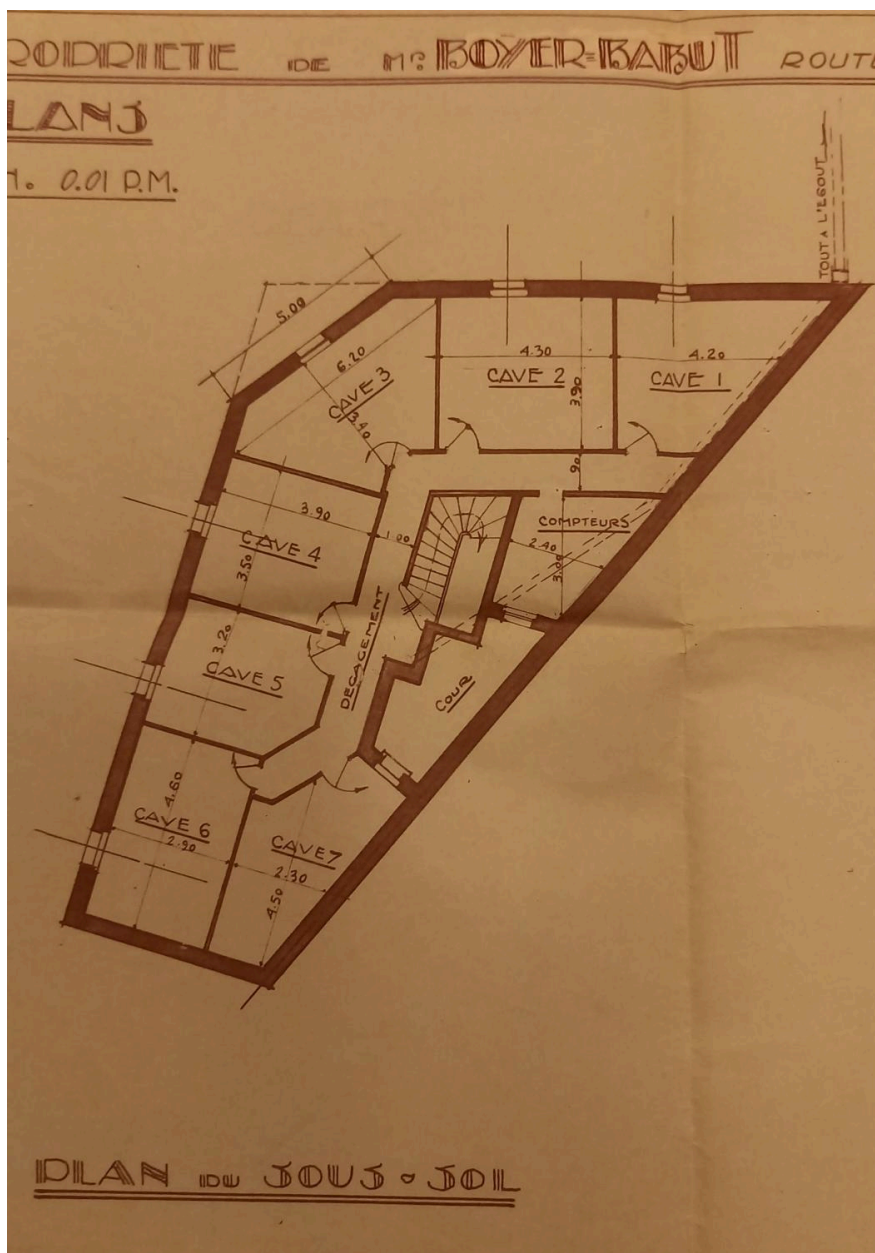 ROPRIETE DE Mr BOYER=BABUT ROUTE
LANS
H. 0.01 P.M.
TOUT A L'EGOUT
5.00
6.20
CAVE 3
3.40
4.30
CAVE 2
3.90
4.20
CAVE 1
90
3.90
CAVE 4
3.50
1.00
COMPTEURS
2.40
3.00
3.20
CAVE 5
DEGAGEMENT
COUR
4.60
CAVE 6
2.90
CAVE 7
2.30
4.50
PLAN DU SOUS-SOL